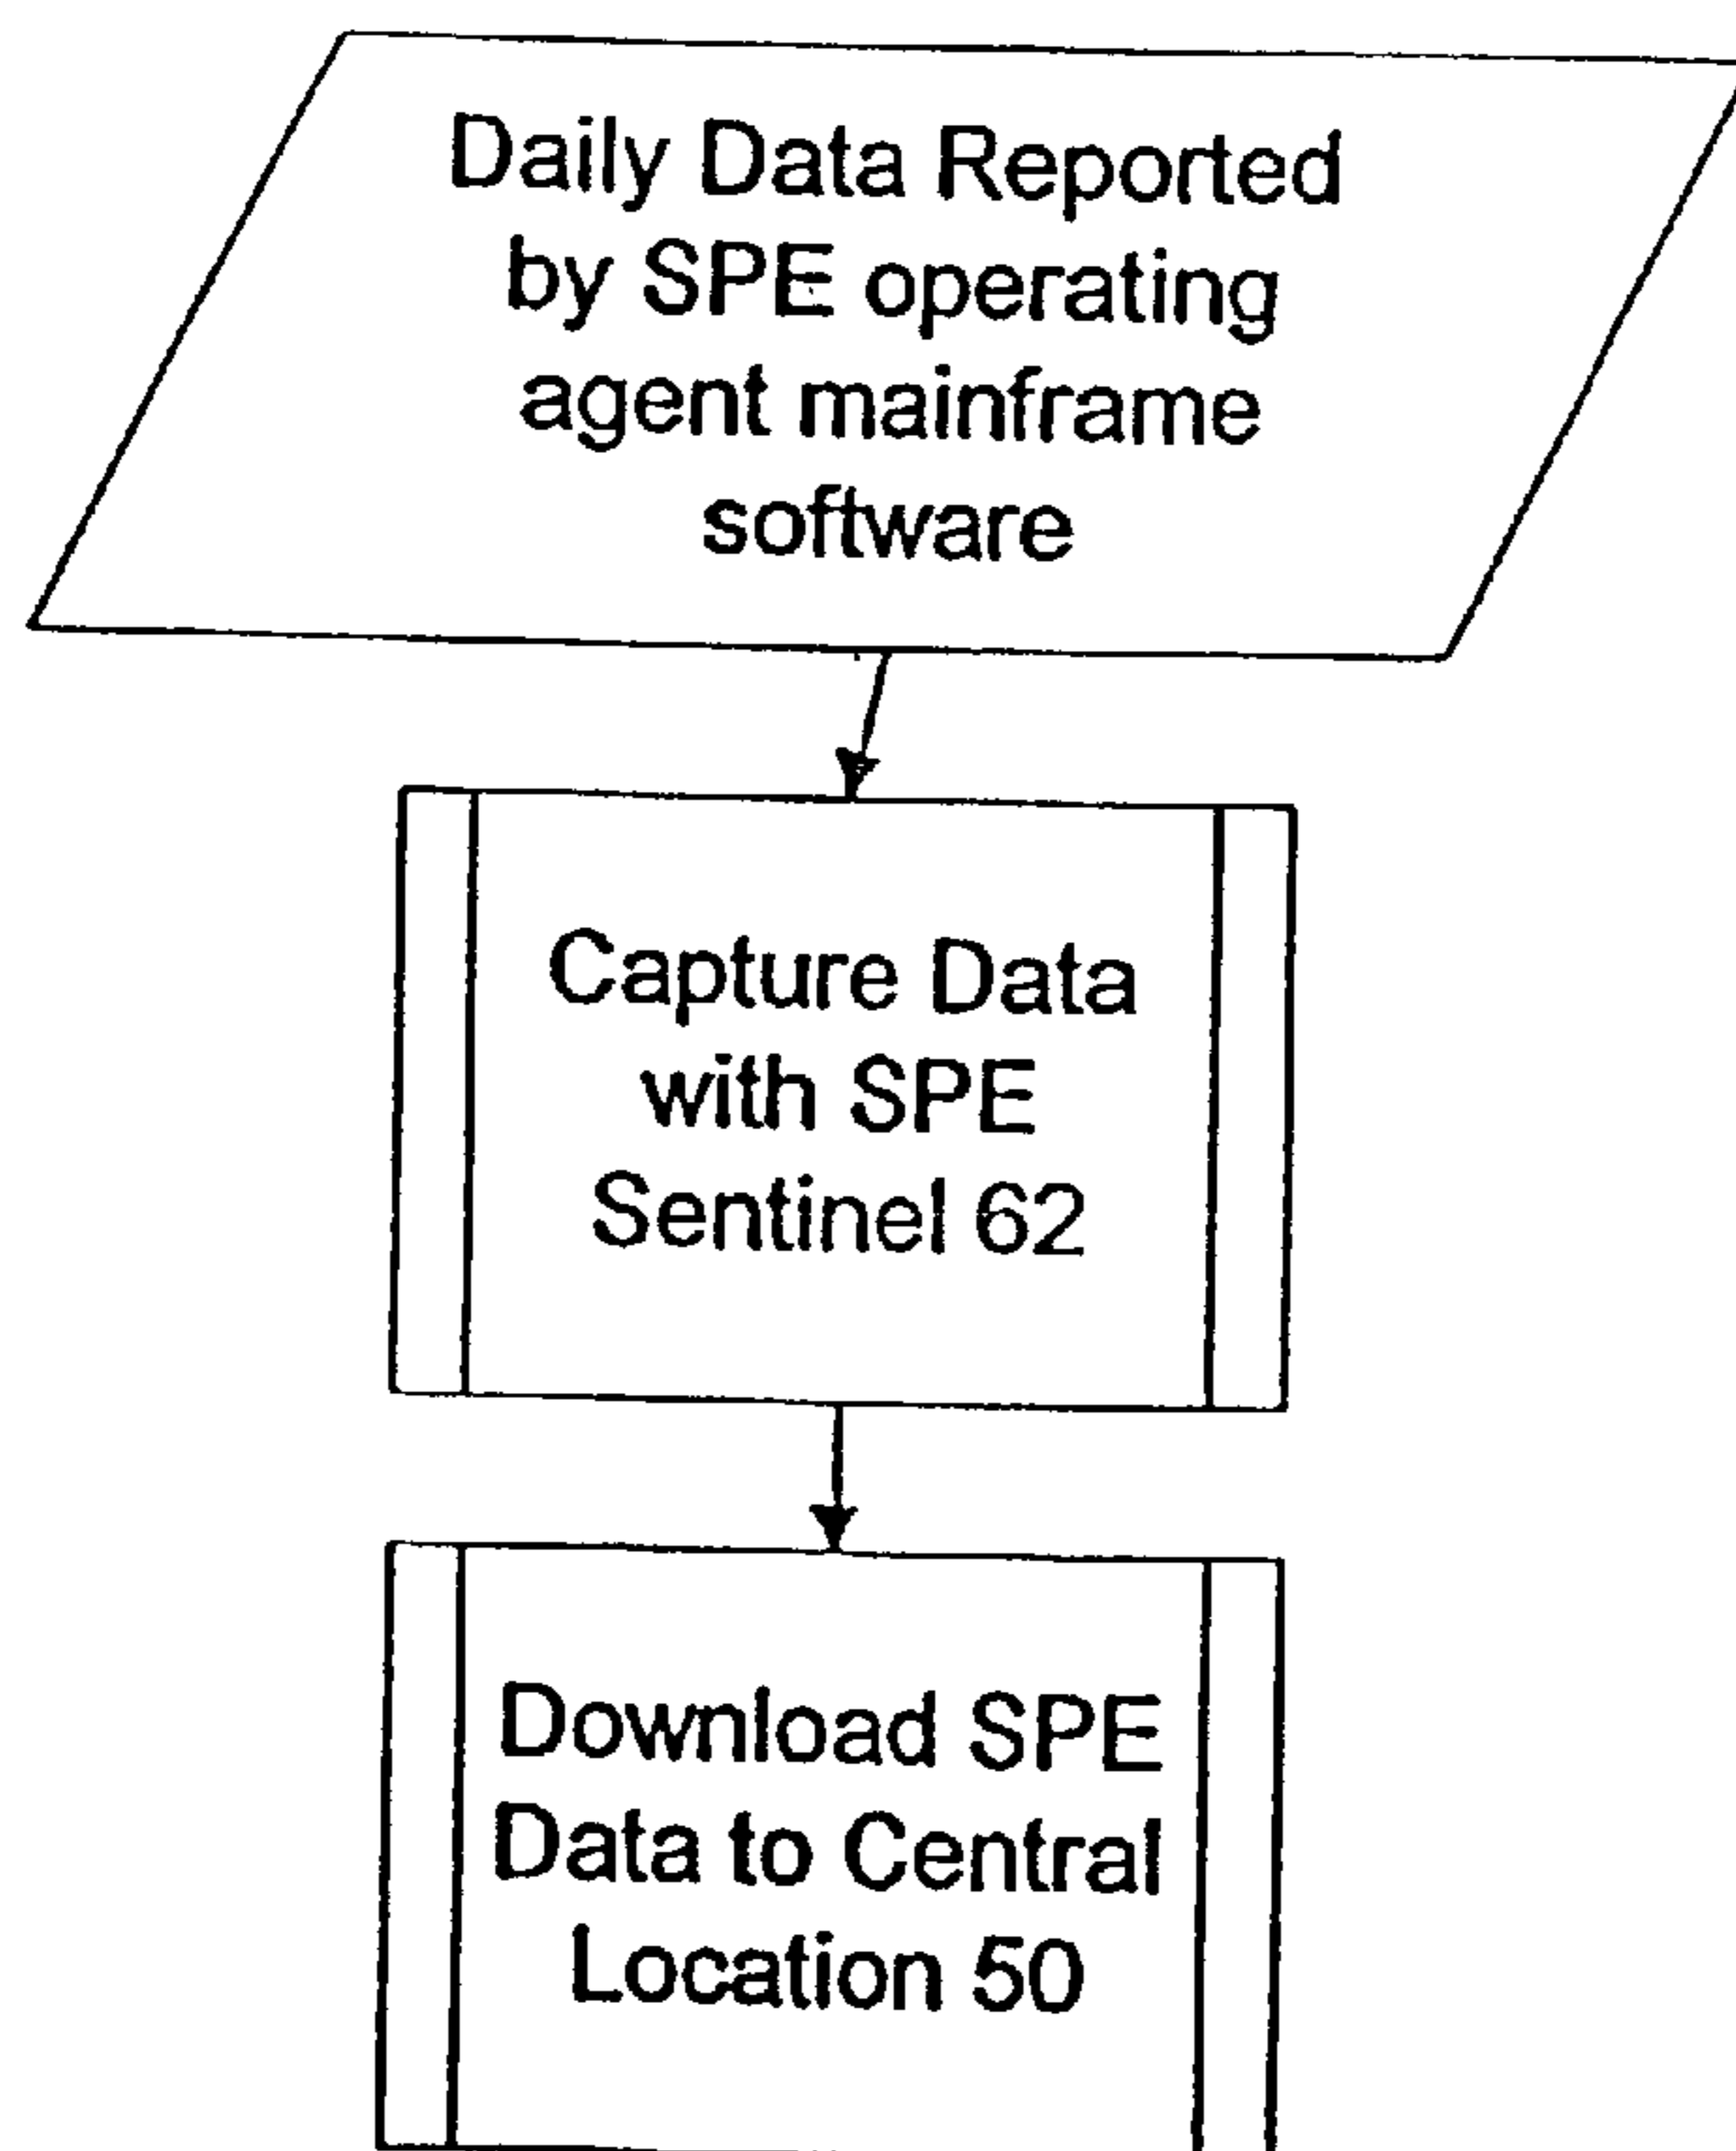 Daily Data Reported
by SPE operating
agent mainframe
software
Capture Data
with SPE
Sentinel 62
Download SPE
Data to Central
Location 50